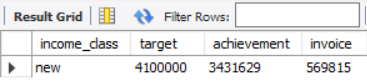 Result Grid Filter Rows:
income_class target achievement invoice
new 4100000 3431629 569815